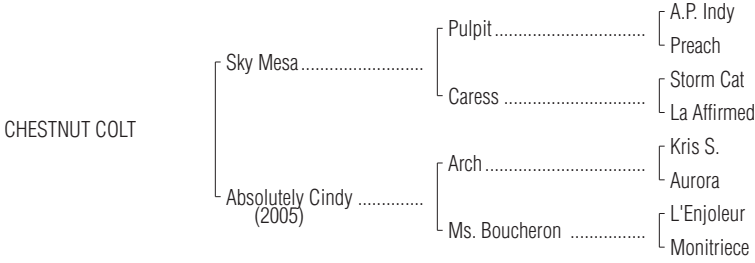 A.P. Indy
Pulpit................................
Preach
Sky Mesa..........................
Storm Cat
Caress ..............................
La Affirmed
CHESTNUT COLT
Kris S.
Arch..................................
Aurora
Absolutely Cindy ..............
(2005)
L'Enjoleur
Ms. Boucheron ................
Monitriece